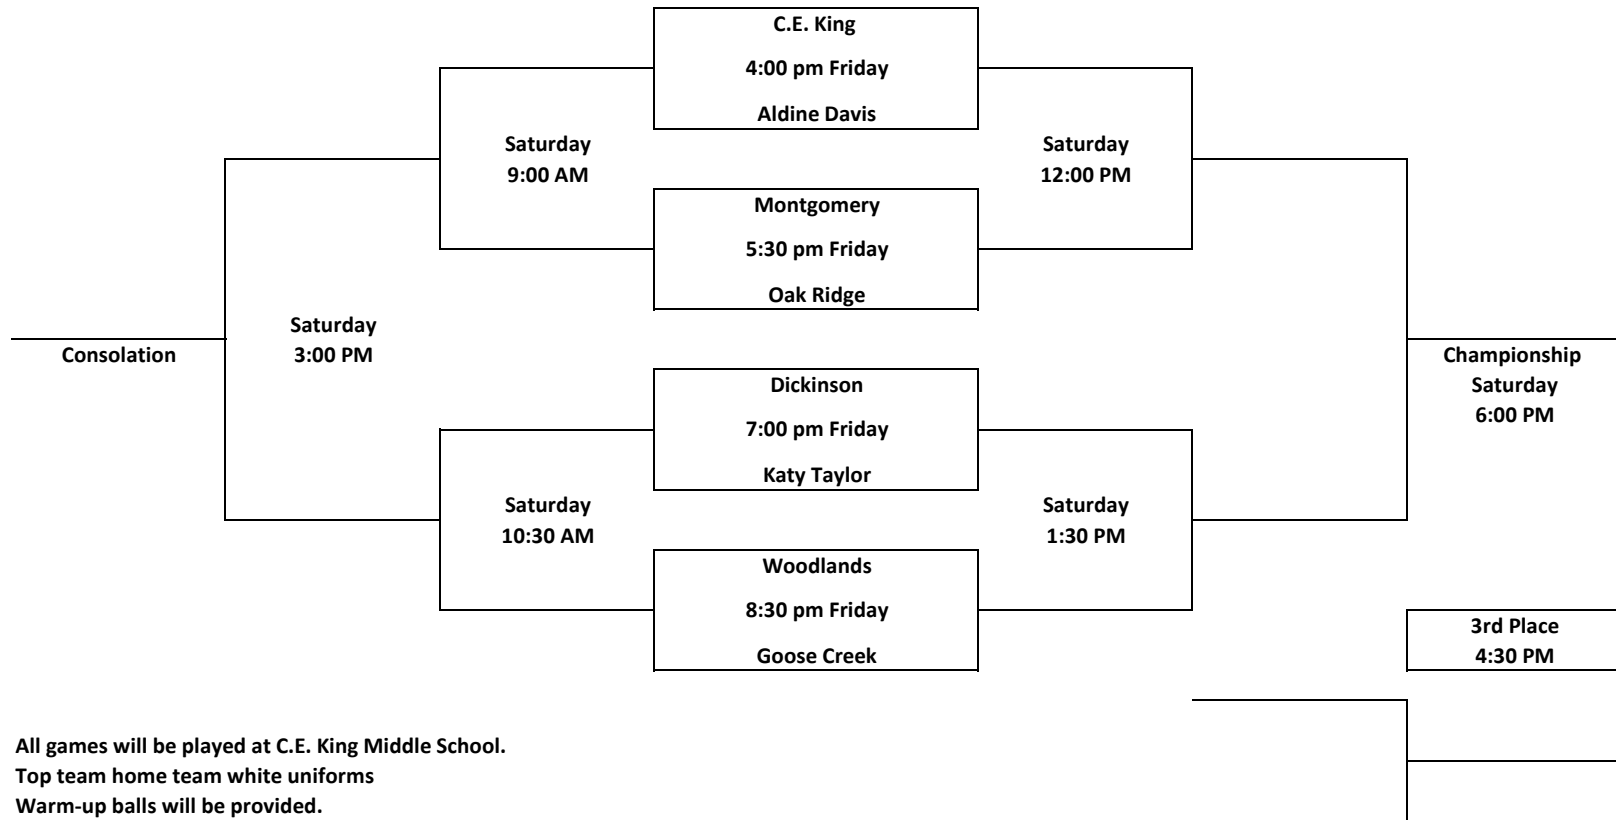 C.E. King
4:00 pm Friday
Aldine Davis
Saturday
9:00 AM
Saturday
12:00 PM
Montgomery
5:30 pm Friday
Oak Ridge
Saturday
3:00 PM
Consolation
Dickinson
7:00 pm Friday
Katy Taylor
Championship
Saturday
6:00 PM
Saturday
10:30 AM
Saturday
1:30 PM
Woodlands
8:30 pm Friday
Goose Creek
3rd Place
4:30 PM
All games will be played at C.E. King Middle School.
Top team home team white uniforms
Warm-up balls will be provided.